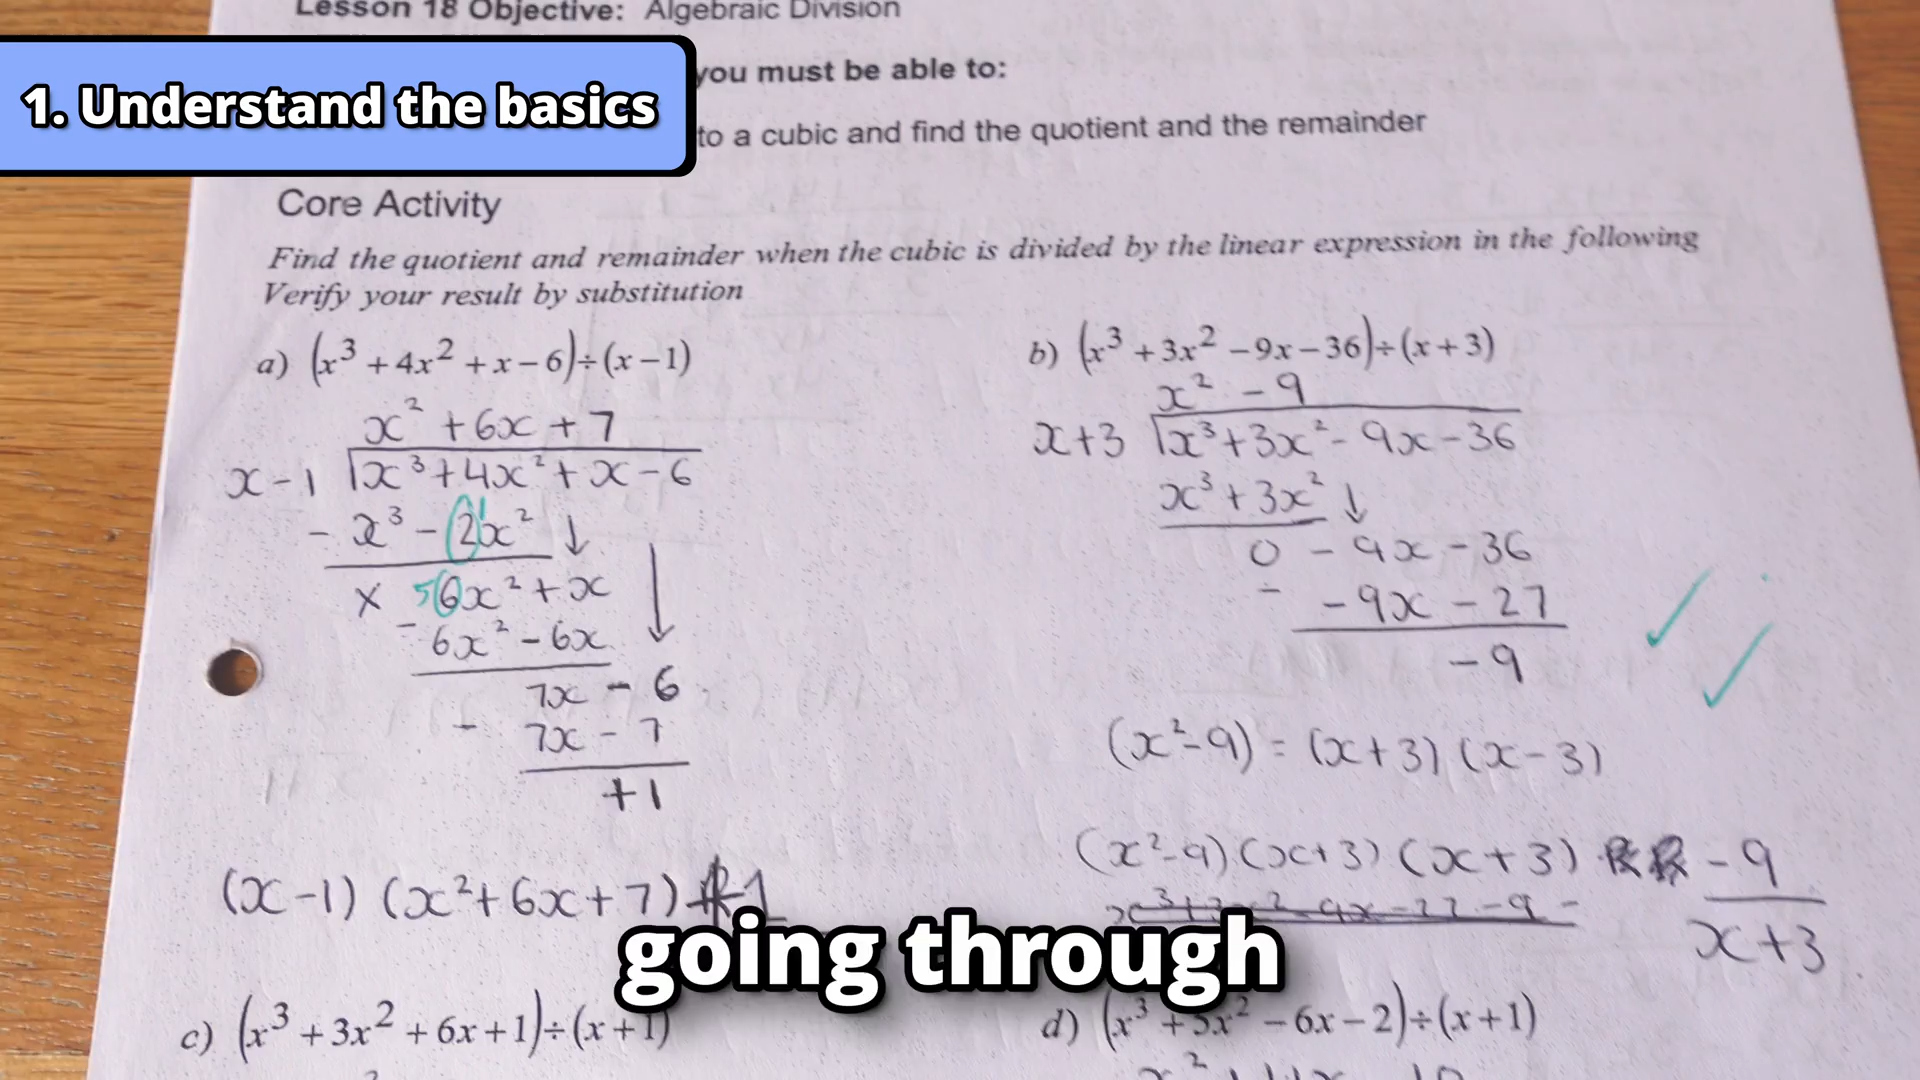 Lesson 18 Objective: Algebraic Division
1. Understand the basics
you must be able to:
to a cubic and find the quotient and the remainder
Core Activity
Find the quotient and remainder when the cubic is divided by the linear expression in the following
Verify your result by substitution
a) (x³ + 4x² + x − 6) ÷ (x − 1)
x² + 6x + 7
x − 1 x³ + 4x² + x − 6
− x³ − 2x² ↓
x 5 6x² + x
− 6x² − 6x
7x − 6
− 7x − 7
+1
(x − 1) (x² + 6x + 7)
b) (x³ + 3x² − 9x − 36) ÷ (x + 3)
x² − 9
x + 3 x³ + 3x² − 9x − 36
x³ + 3x² ↓
0 − 9x − 36
− − 9x − 27
− 9
(x² − 9) = (x + 3) (x − 3)
(x² − 9) (x + 3) (x + 3) − 9
x + 3
going through
c) (x³ + 3x² + 6x + 1) ÷ (x + 1)
d) (x³ + 5x² − 6x − 2) ÷ (x + 1)